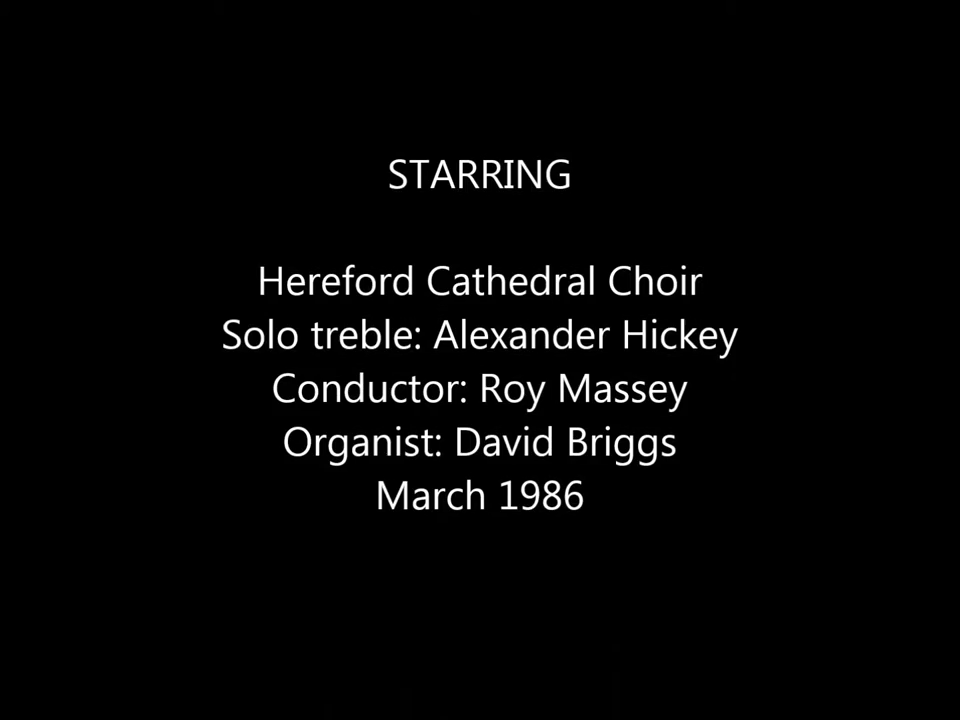 STARRING
Hereford Cathedral Choir
Solo treble: Alexander Hickey
Conductor: Roy Massey
Organist: David Briggs
March 1986